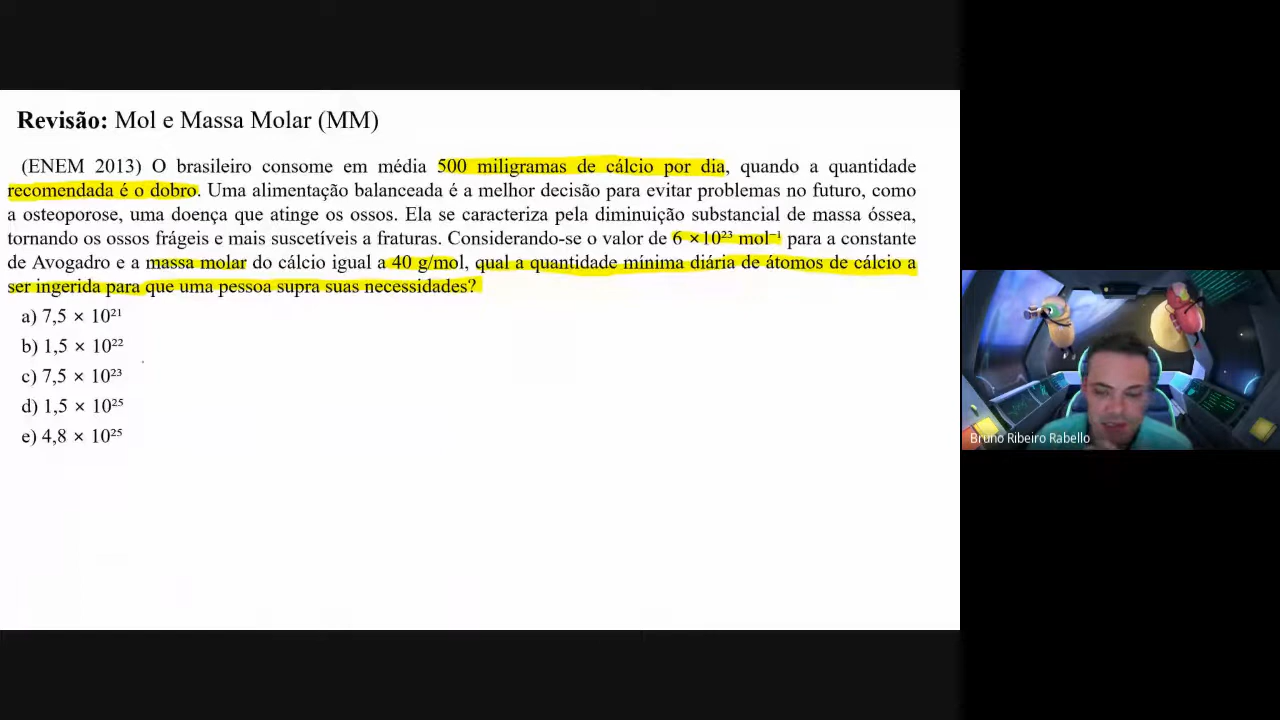 Revisão: Mol e Massa Molar (MM)
(ENEM 2013) O brasileiro consome em média 500 miligramas de cálcio por dia, quando a quantidade
recomendada é o dobro. Uma alimentação balanceada é a melhor decisão para evitar problemas no futuro, como
a osteoporose, uma doença que atinge os ossos. Ela se caracteriza pela diminuição substancial de massa óssea,
tornando os ossos frágeis e mais suscetíveis a fraturas. Considerando-se o valor de 6 ×10²³ mol⁻¹ para a constante
de Avogadro e a massa molar do cálcio igual a 40 g/mol, qual a quantidade mínima diária de átomos de cálcio a
ser ingerida para que uma pessoa supra suas necessidades?
a) 7,5 × 10²¹
b) 1,5 × 10²²
c) 7,5 × 10²³
d) 1,5 × 10²⁵
e) 4,8 × 10²⁵
Bruno Ribeiro Rabello